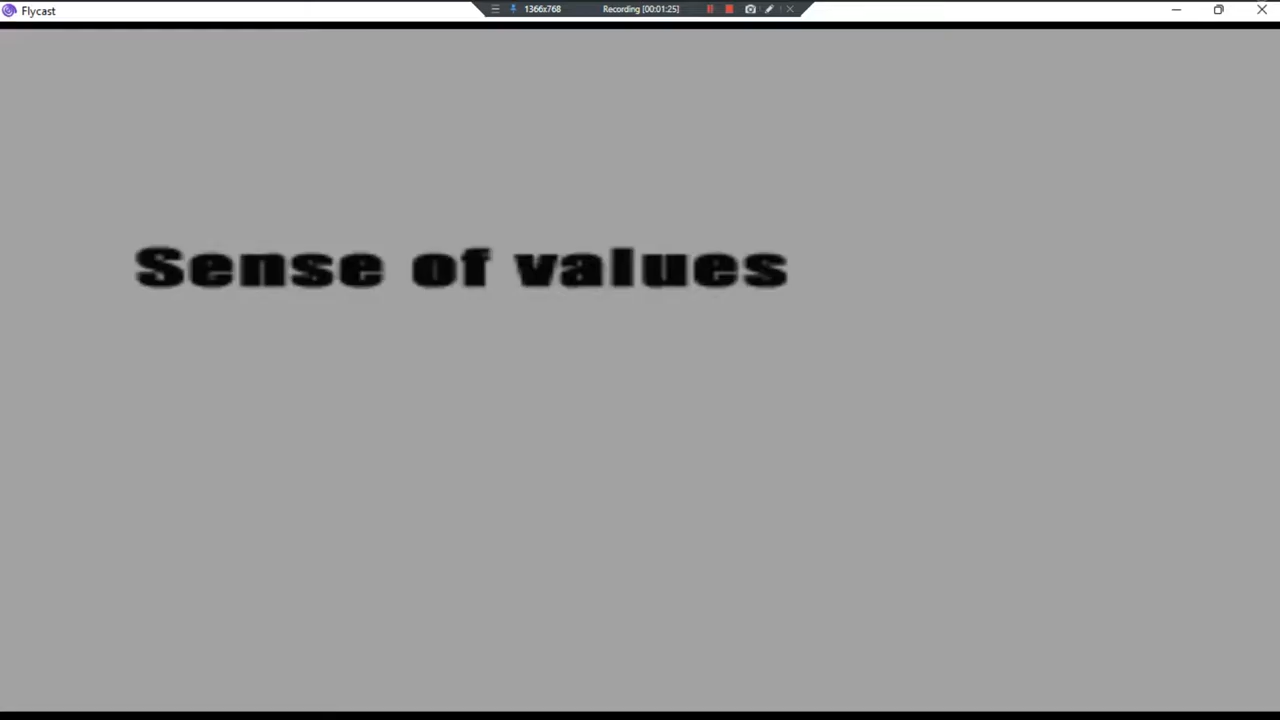 Flycast
1366x768
Recording [00:01:25]
Sense of values